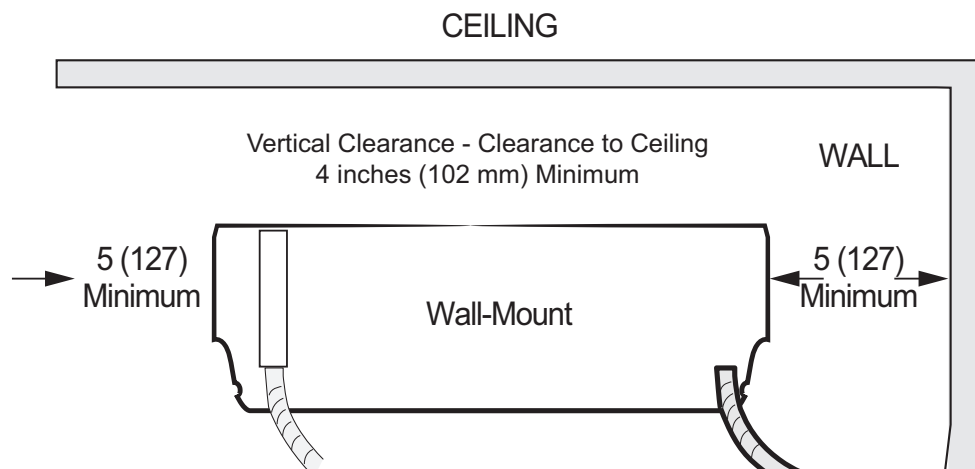 CEILING
Vertical Clearance - Clearance to Ceiling
4 inches (102 mm) Minimum
WALL
5 (127)
Minimum
Wall-Mount
5 (127)
Minimum